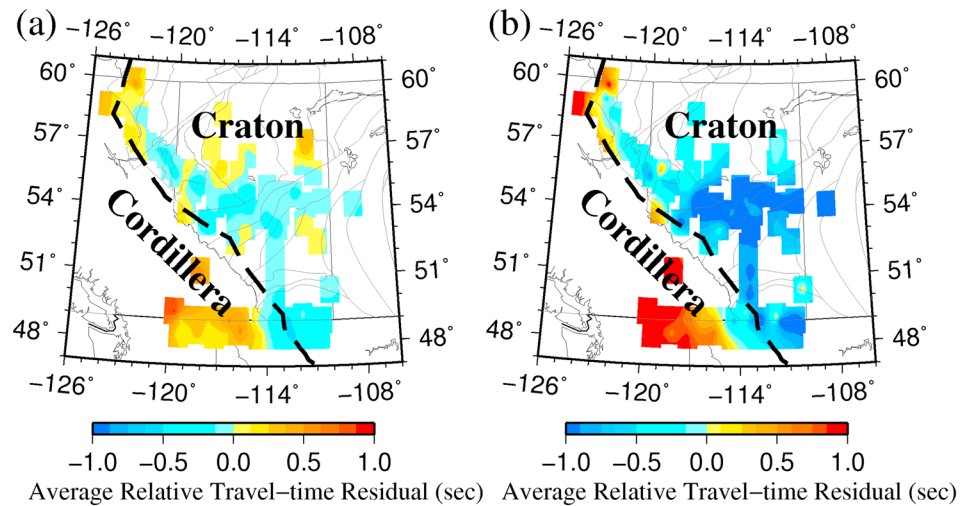 (a)
−126° −120° −114° −108°
60° 60°
57° 57°
54° 54°
51° 51°
48° 48°
−126° −120° −114° −108°
Craton
Cordillera
−1.0 −0.5 0.0 0.5 1.0
Average Relative Travel−time Residual (sec)
(b)
−126° −120° −114° −108°
60° 60°
57° 57°
54° 54°
51° 51°
48° 48°
−126° −120° −114° −108°
Craton
Cordillera
−1.0 −0.5 0.0 0.5 1.0
Average Relative Travel−time Residual (sec)